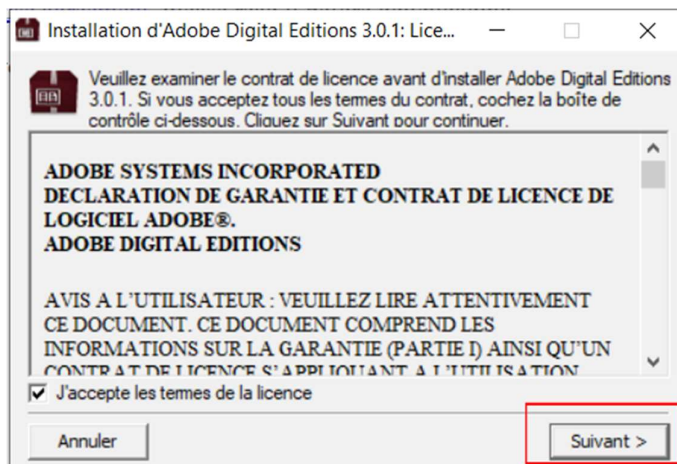 Installation d'Adobe Digital Editions 3.0.1: Lice...
Veuillez examiner le contrat de licence avant d'installer Adobe Digital Editions
3.0.1. Si vous acceptez tous les termes du contrat, cochez la boîte de
contrôle ci-dessous. Cliquez sur Suivant pour continuer.
ADOBE SYSTEMS INCORPORATED
DECLARATION DE GARANTIE ET CONTRAT DE LICENCE DE
LOGICIEL ADOBE®.
ADOBE DIGITAL EDITIONS
AVIS A L'UTILISATEUR : VEUILLEZ LIRE ATTENTIVEMENT
CE DOCUMENT. CE DOCUMENT COMPREND LES
INFORMATIONS SUR LA GARANTIE (PARTIE I) AINSI QU'UN
CONTRAT DE LICENCE S'APPLIQUANT A L'UTILISATION
J'accepte les termes de la licence
Annuler
Suivant >